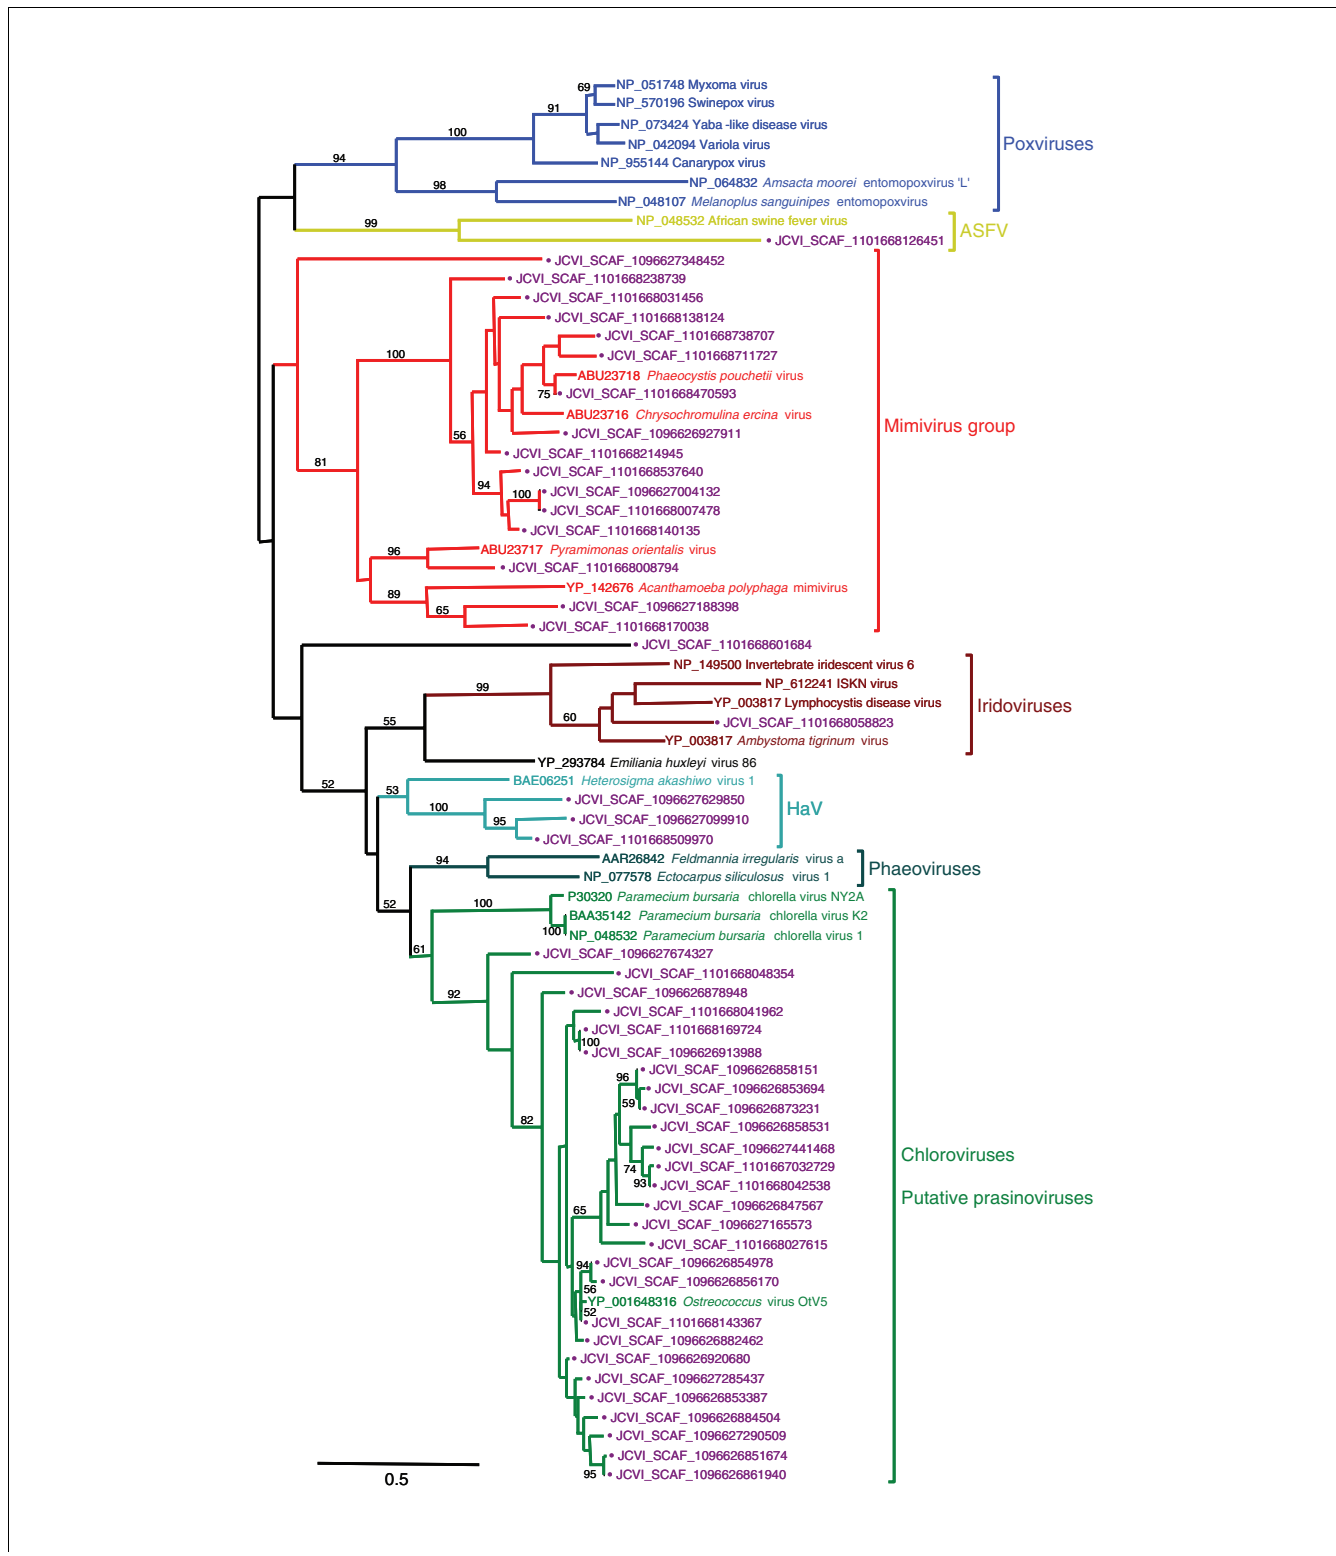 69
NP_051748 Myxoma virus
NP_570196 Swinepox virus
91
NP_073424 Yaba -like disease virus
100
NP_042094 Variola virus
Poxviruses
94
NP_955144 Canarypox virus
98
NP_064832 Amsacta moorei entomopoxvirus 'L'
NP_048107 Melanoplus sanguinipes entomopoxvirus
99
NP_048532 African swine fever virus
ASFV
JCVI_SCAF_1101668126451
JCVI_SCAF_1096627348452
JCVI_SCAF_1101668238739
JCVI_SCAF_1101668031456
JCVI_SCAF_1101668138124
JCVI_SCAF_1101668738707
100
JCVI_SCAF_1101668711727
ABU23718 Phaeocystis pouchetii virus
75
JCVI_SCAF_1101668470593
ABU23716 Chrysochromulina ercina virus
Mimivirus group
56
JCVI_SCAF_1096626927911
JCVI_SCAF_1101668214945
81
JCVI_SCAF_1101668537640
94
100
JCVI_SCAF_1096627004132
JCVI_SCAF_1101668007478
JCVI_SCAF_1101668140135
96
ABU23717 Pyramimonas orientalis virus
JCVI_SCAF_1101668008794
YP_142676 Acanthamoeba polyphaga mimivirus
89
65
JCVI_SCAF_1096627188398
JCVI_SCAF_1101668170038
JCVI_SCAF_1101668601684
NP_149500 Invertebrate iridescent virus 6
99
NP_612241 ISKN virus
YP_003817 Lymphocystis disease virus
Iridoviruses
55
60
JCVI_SCAF_1101668058823
YP_003817 Ambystoma tigrinum virus
YP_293784 Emiliania huxleyi virus 86
52
53
BAE06251 Heterosigma akashiwo virus 1
100
JCVI_SCAF_1096627629850
HaV
95
JCVI_SCAF_1096627099910
JCVI_SCAF_1101668509970
94
AAR26842 Feldmannia irregularis virus a
Phaeoviruses
NP_077578 Ectocarpus siliculosus virus 1
52
100
P30320 Paramecium bursaria chlorella virus NY2A
BAA35142 Paramecium bursaria chlorella virus K2
100
NP_048532 Paramecium bursaria chlorella virus 1
61
JCVI_SCAF_1096627674327
JCVI_SCAF_1101668048354
92
JCVI_SCAF_1096626878948
JCVI_SCAF_1101668041962
JCVI_SCAF_1101668169724
100
JCVI_SCAF_1096626913988
JCVI_SCAF_1096626858151
96
JCVI_SCAF_1096626853694
59
JCVI_SCAF_1096626873231
82
JCVI_SCAF_1096626858531
JCVI_SCAF_1096627441468
Chloroviruses
74
JCVI_SCAF_1101667032729
93
JCVI_SCAF_1101668042538
Putative prasinoviruses
JCVI_SCAF_1096626847567
65
JCVI_SCAF_1096627165573
JCVI_SCAF_1101668027615
94
JCVI_SCAF_1096626854978
JCVI_SCAF_1096626856170
56
YP_001648316 Ostreococcus virus OtV5
52
JCVI_SCAF_1101668143367
JCVI_SCAF_1096626882462
JCVI_SCAF_1096626920680
JCVI_SCAF_1096627285437
JCVI_SCAF_1096626853387
JCVI_SCAF_1096626884504
JCVI_SCAF_1096627290509
JCVI_SCAF_1096626851674
95
JCVI_SCAF_1096626861940
0.5